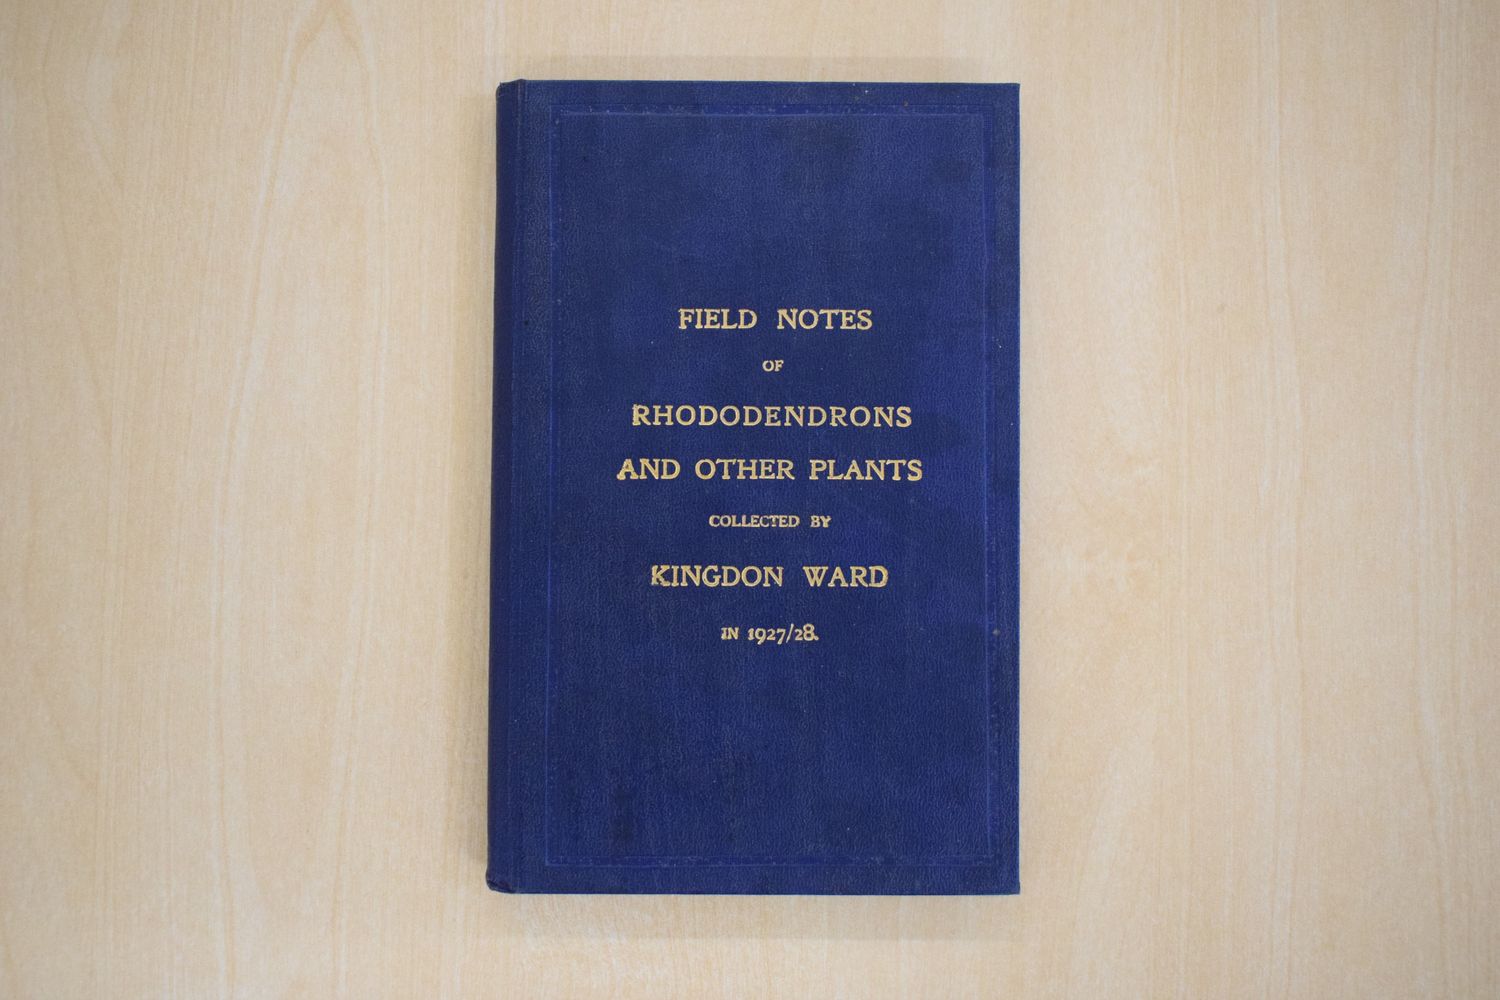 FIELD NOTES
OF
RHODODENDRONS
AND OTHER PLANTS
COLLECTED BY
KINGDON WARD
IN 1927/28.